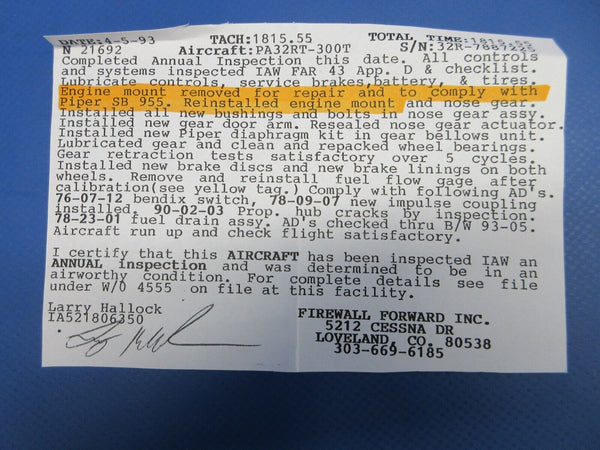 DATE:4-5-93 TACH:1815.55 TOTAL TIME:1815.55
N 21692 Aircraft:PA32RT-300T S/N:32R-7887225
Completed Annual Inspection this date. All controls
and systems inspected IAW FAR 43 App. D & checklist.
Lubricate controls, service brakes,battery, & tires.
Engine mount removed for repair and to comply with
Piper SB 955. Reinstalled engine mount and nose gear.
Installed all new bushings and bolts in nose gear assy.
Installed new gear door arm. Resealed nose gear actuator.
Installed new Piper diaphragm kit in gear bellows unit.
Lubricated gear and clean and repacked wheel bearings.
Gear retraction tests satisfactory over 5 cycles.
Installed new brake discs and new brake linings on both
wheels. Remove and reinstall fuel flow gage after
calibration(see yellow tag.) Comply with following AD's.
76-07-12 bendix switch, 78-09-07 new impulse coupling
installed, 90-02-03 Prop. hub cracks by inspection.
78-23-01 fuel drain assy. AD's checked thru B/W 93-05.
Aircraft run up and check flight satisfactory.
I certify that this AIRCRAFT has been inspected IAW an
ANNUAL Inspection and was determined to be in an
airworthy condition. For complete details see file
under W/O 4555 on file at this facility.
Larry Hallock
IA521806350
FIREWALL FORWARD INC.
5212 CESSNA DR
LOVELAND, CO. 80538
303-669-6185